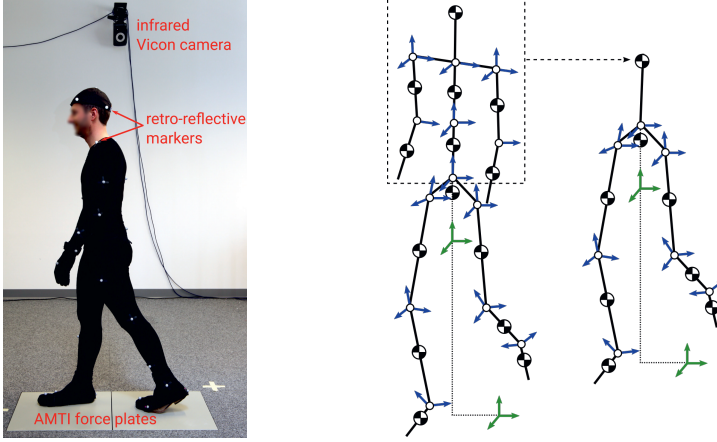 infrared
Vicon camera
retro-reflective
markers
AMTI force plates